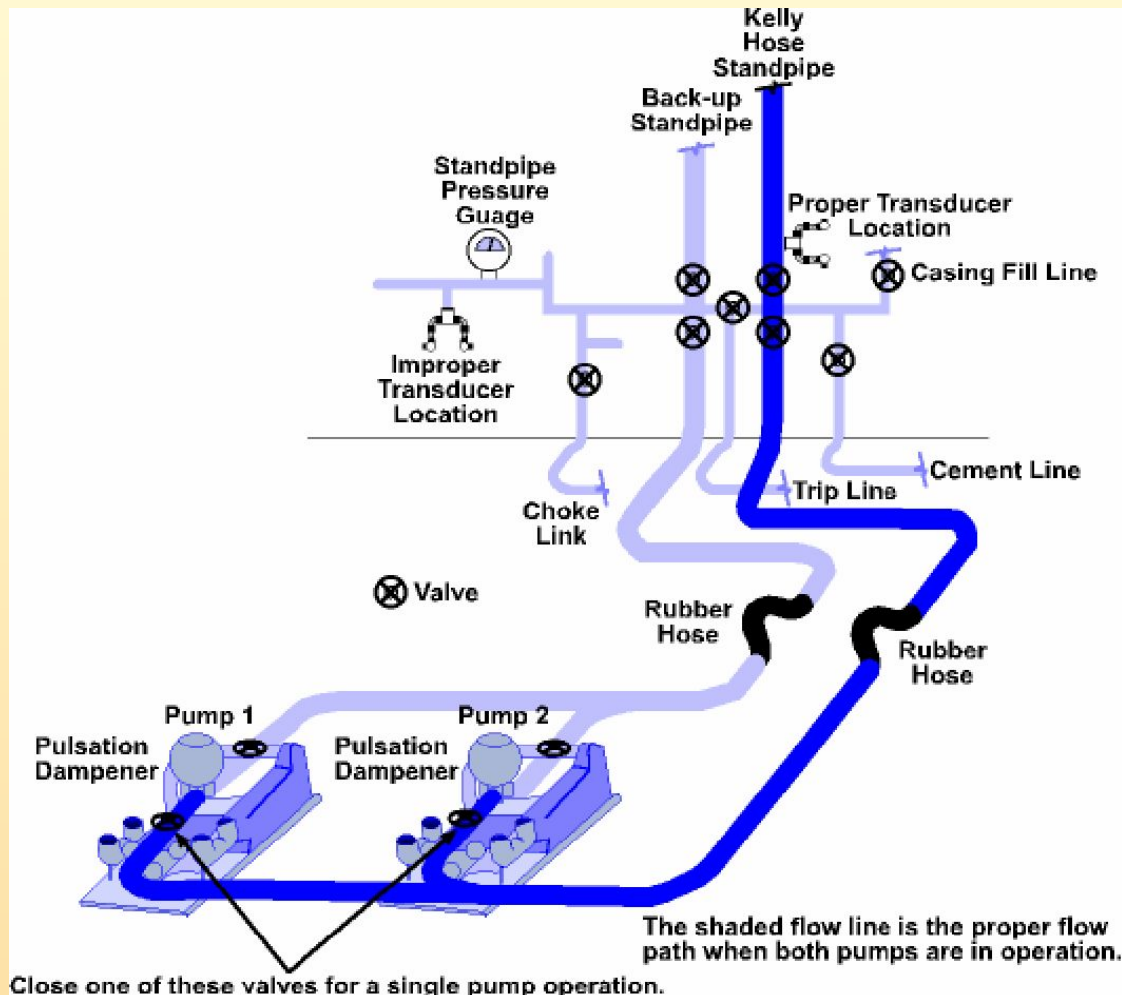 Kelly
Hose
Standpipe
Back-up
Standpipe
Standpipe
Pressure
Guage
Proper Transducer
Location
Casing Fill Line
Improper
Transducer
Location
Choke
Link
Trip Line
Cement Line
Valve
Rubber
Hose
Rubber
Hose
Pump 1
Pulsation
Dampener
Pump 2
Pulsation
Dampener
The shaded flow line is the proper flow
path when both pumps are in operation.
Close one of these valves for a single pump operation.